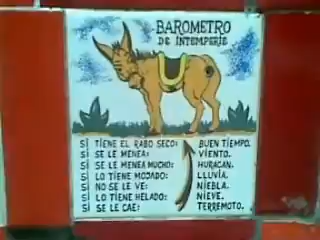 BAROMETRO
DE INTEMPERIE
SI TIENE EL RABO SECO: BUEN TIEMPO.
SI SE LE MENEA: VIENTO.
SI SE LE MENEA MUCHO: HURACAN.
SI LO TIENE MOJADO: LLUVIA.
SI NO SE LE VE: NIEBLA.
SI LO TIENE HELADO: NIEVE.
SI SE LE CAE: TERREMOTO.